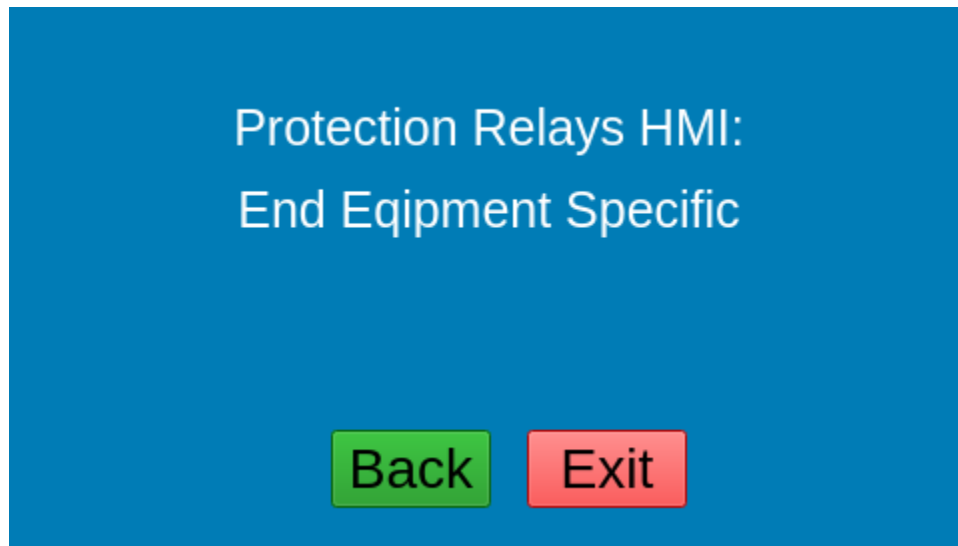 Protection Relays HMI:
End Eqipment Specific
Back
Exit